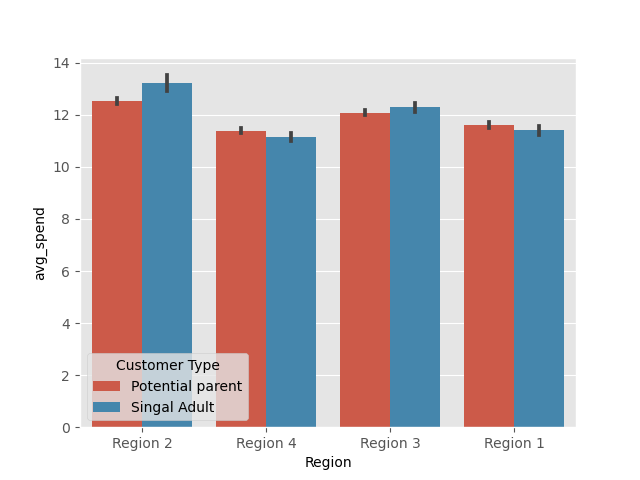 14
12
10
8
6
4
2
0
avg_spend
Customer Type
Potential parent
Singal Adult
Region 2
Region 4
Region 3
Region 1
Region